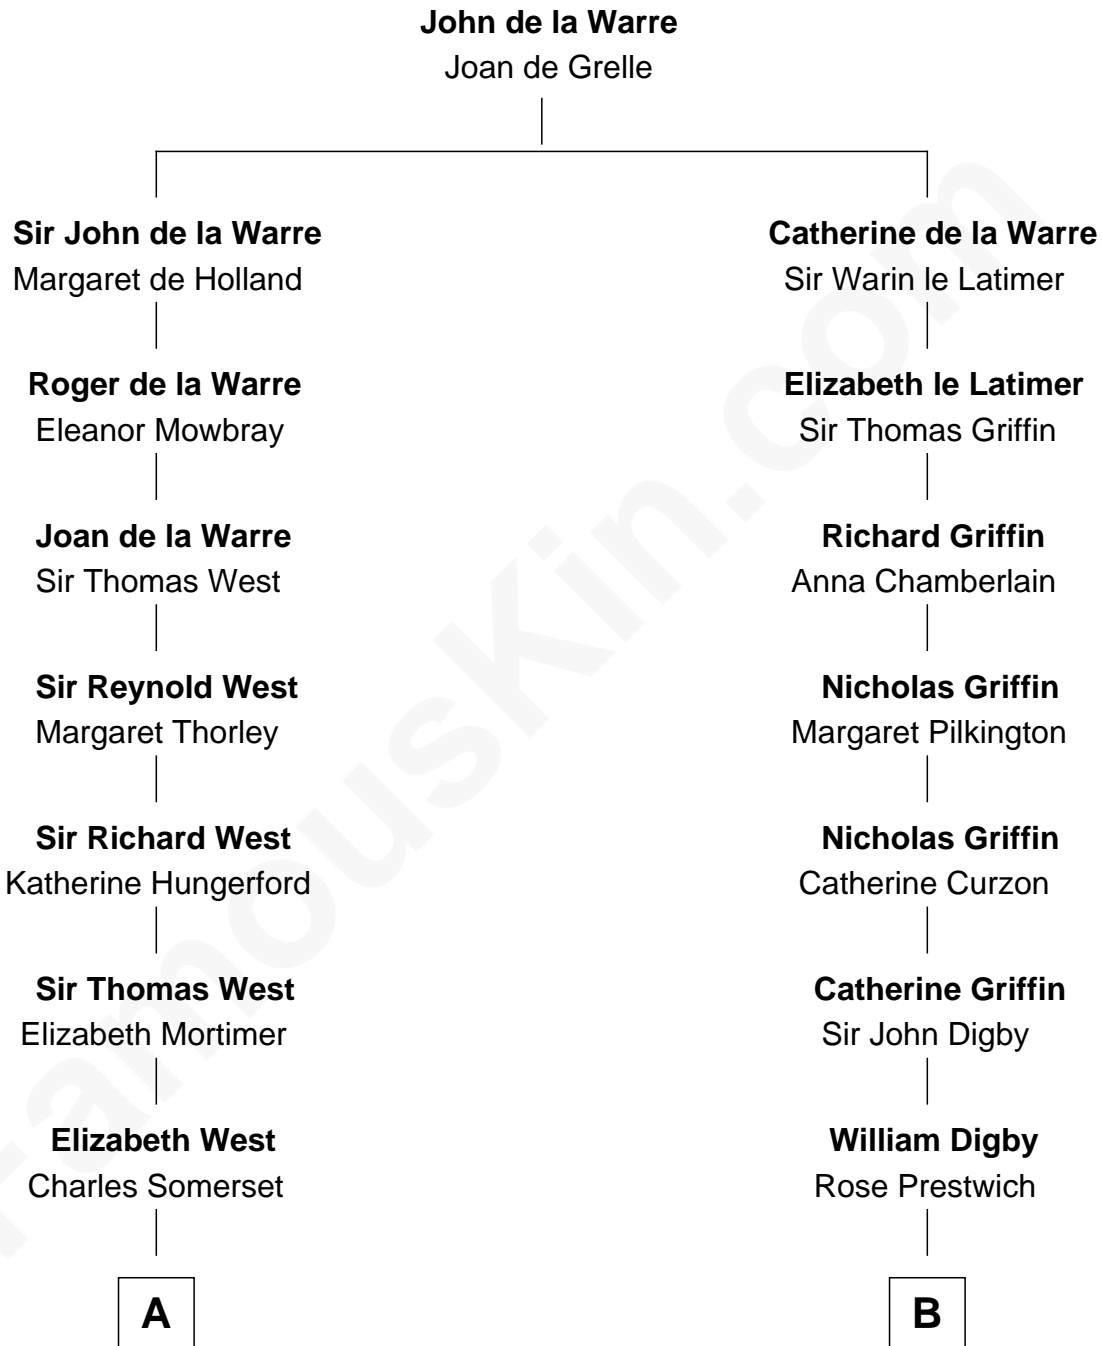 John de la Warre
Joan de Grelle
Sir John de la Warre
Margaret de Holland
Catherine de la Warre
Sir Warin le Latimer
Roger de la Warre
Eleanor Mowbray
Elizabeth le Latimer
Sir Thomas Griffin
Joan de la Warre
Sir Thomas West
Richard Griffin
Anna Chamberlain
Sir Reynold West
Margaret Thorley
Nicholas Griffin
Margaret Pilkington
Sir Richard West
Katherine Hungerford
Nicholas Griffin
Catherine Curzon
Sir Thomas West
Elizabeth Mortimer
Catherine Griffin
Sir John Digby
Elizabeth West
Charles Somerset
William Digby
Rose Prestwich
A
B
FamousKin.com